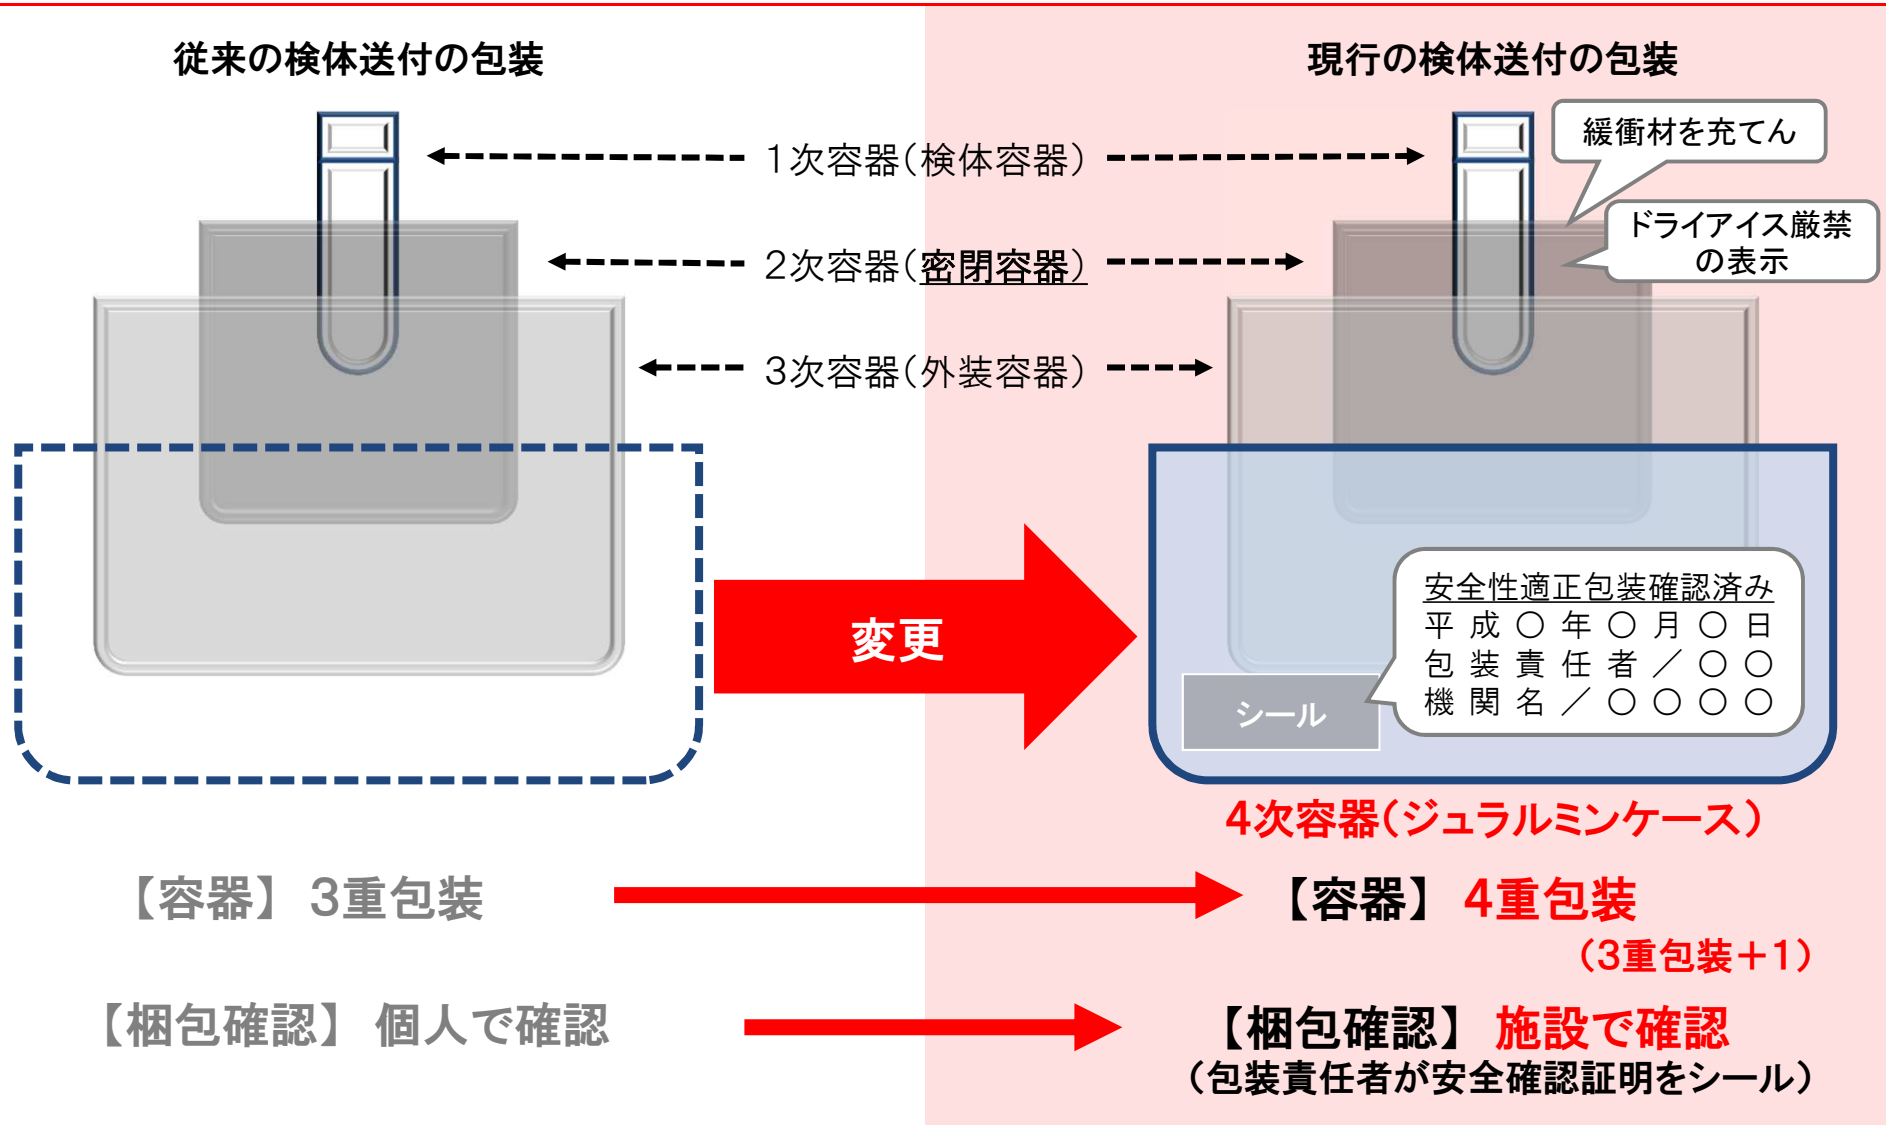 従来の検体送付の包装
現行の検体送付の包装
緩衝材を充てん
1次容器（検体容器）
ドライアイス厳禁
の表示
2次容器（密閉容器）
3次容器（外装容器）
変更
安全性適正包装確認済み
平成〇年〇月〇日
包装責任者／〇〇
機関名／〇〇〇〇
シール
4次容器（ジュラルミンケース）
【容器】3重包装
【容器】4重包装
（3重包装＋1）
【梱包確認】個人で確認
【梱包確認】施設で確認
（包装責任者が安全確認証明をシール）